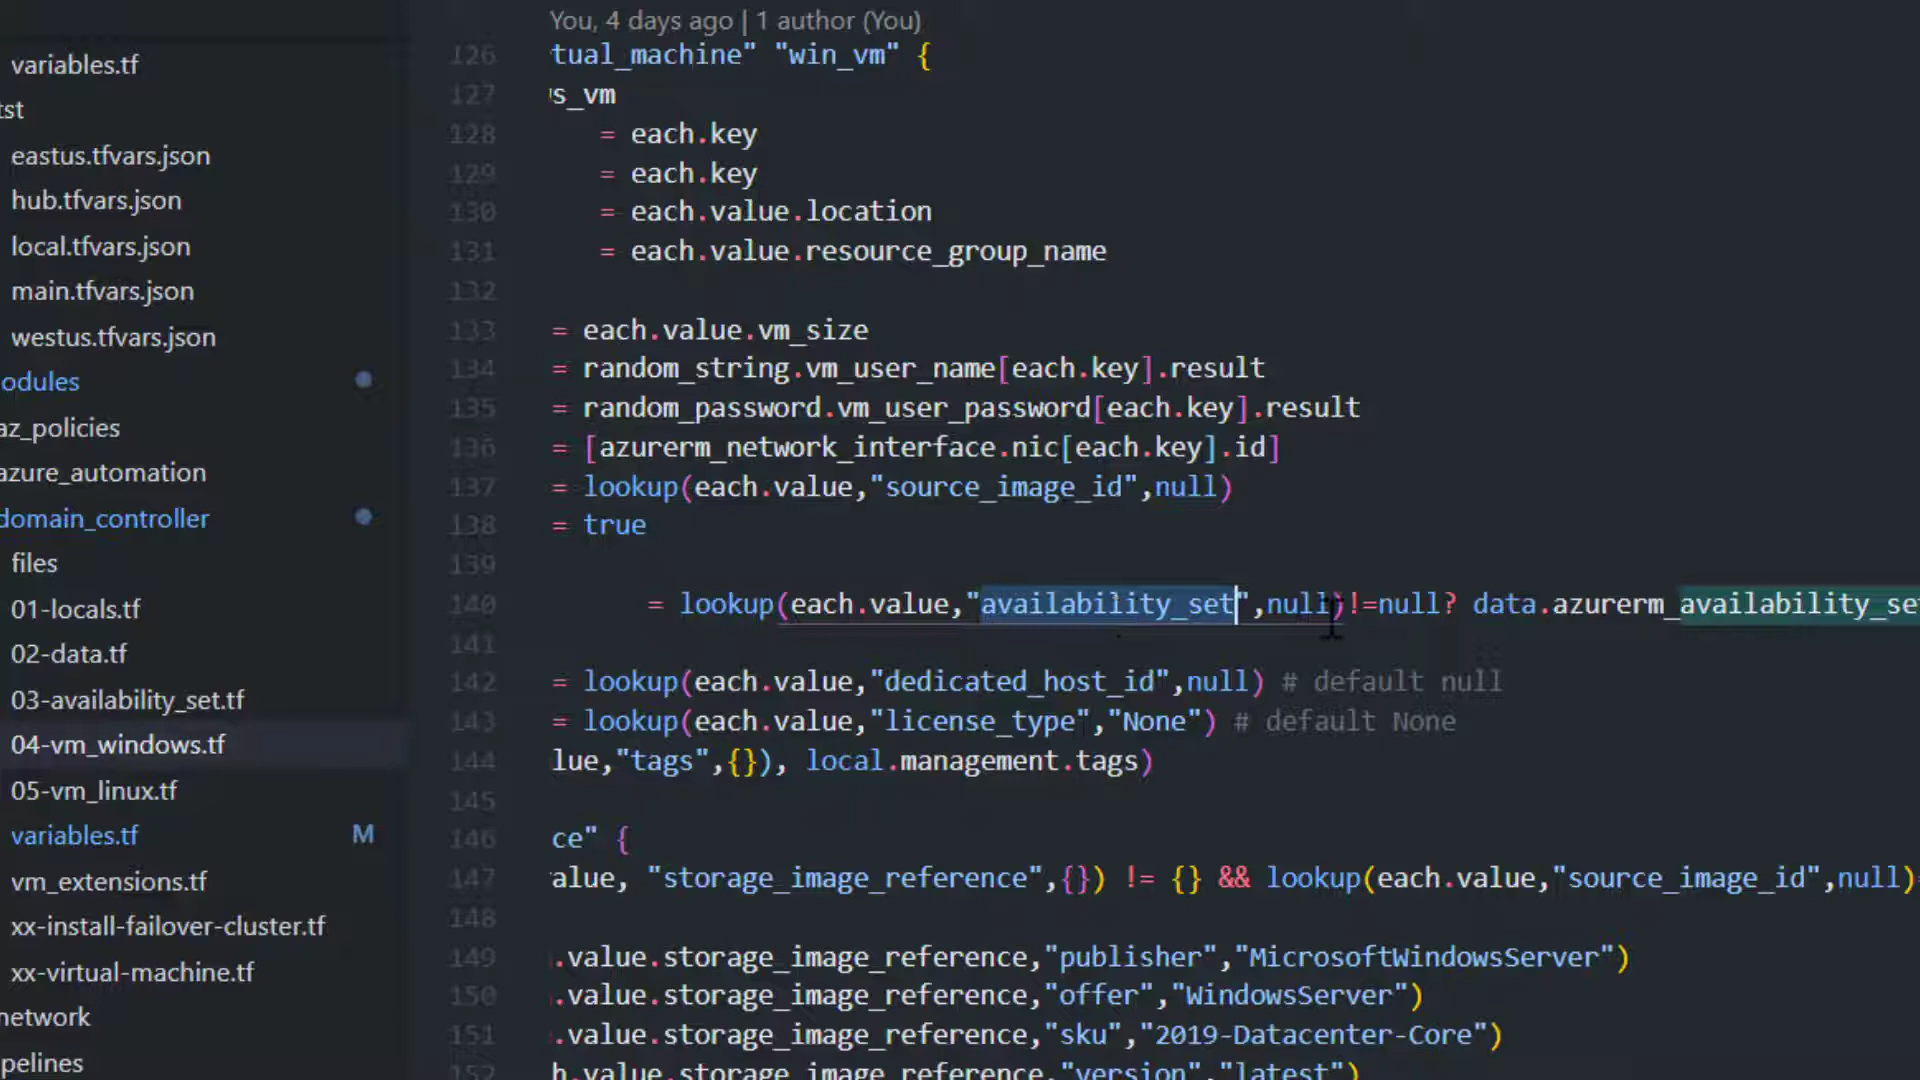 variables.tf
tst
eastus.tfvars.json
hub.tfvars.json
local.tfvars.json
main.tfvars.json
westus.tfvars.json
odules
az_policies
azure_automation
domain_controller
files
01-locals.tf
02-data.tf
03-availability_set.tf
04-vm_windows.tf
05-vm_linux.tf
variables.tf M
vm_extensions.tf
xx-install-failover-cluster.tf
xx-virtual-machine.tf
network
pipelines
You, 4 days ago | 1 author (You)
126 tual_machine" "win_vm" {
127 s_vm
128 = each.key
129 = each.key
130 = each.value.location
131 = each.value.resource_group_name
132
133 = each.value.vm_size
134 = random_string.vm_user_name[each.key].result
135 = random_password.vm_user_password[each.key].result
136 = [azurerm_network_interface.nic[each.key].id]
137 = lookup(each.value,"source_image_id",null)
138 = true
139
140 = lookup(each.value,"availability_set",null)!=null? data.azurerm_availability_se
141
142 = lookup(each.value,"dedicated_host_id",null) # default null
143 = lookup(each.value,"license_type","None") # default None
144 lue,"tags",{}), local.management.tags)
145
146 ce" {
147 alue, "storage_image_reference",{}) != {} && lookup(each.value,"source_image_id",null)
148
149 .value.storage_image_reference,"publisher","MicrosoftWindowsServer")
150 .value.storage_image_reference,"offer","WindowsServer")
151 .value.storage_image_reference,"sku","2019-Datacenter-Core")
152 h.value.storage_image_reference,"version","latest")